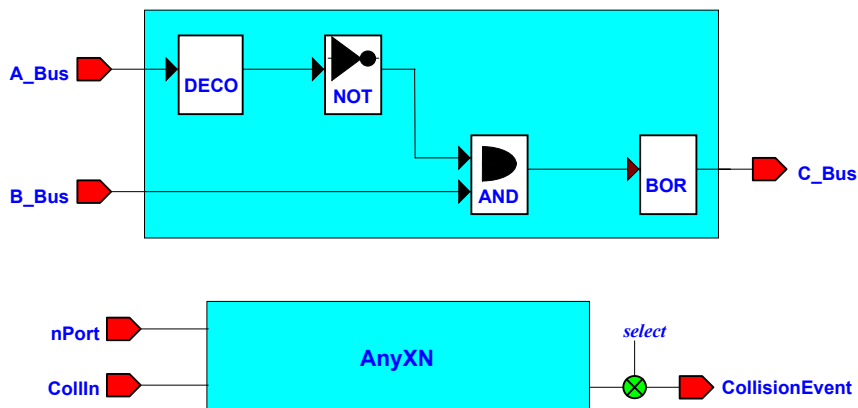 A_Bus
DECO
NOT
B_Bus
AND
BOR
C_Bus
nPort
select
AnyXN
CollIn
CollisionEvent